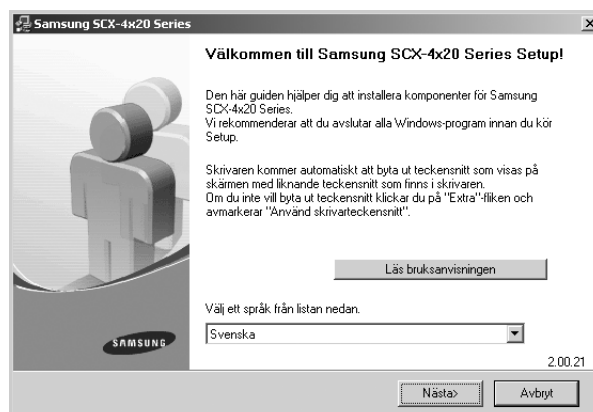 Samsung SCX-4x20 Series
Välkommen till Samsung SCX-4x20 Series Setup!
Den här guiden hjälper dig att installera komponenter för Samsung
SCX-4x20 Series.
Vi rekommenderar att du avslutar alla Windows-program innan du kör
Setup.
Skrivaren kommer automatiskt att byta ut teckensnitt som visas på
skärmen med liknande teckensnitt som finns i skrivaren.
Om du inte vill byta ut teckensnitt klickar du på "Extra"-fliken och
avmarkerar "Använd skrivarteckensnitt".
Läs bruksanvisningen
Välj ett språk från listan nedan.
Svenska
SAMSUNG
2.00.21
Nästa>
Avbryt